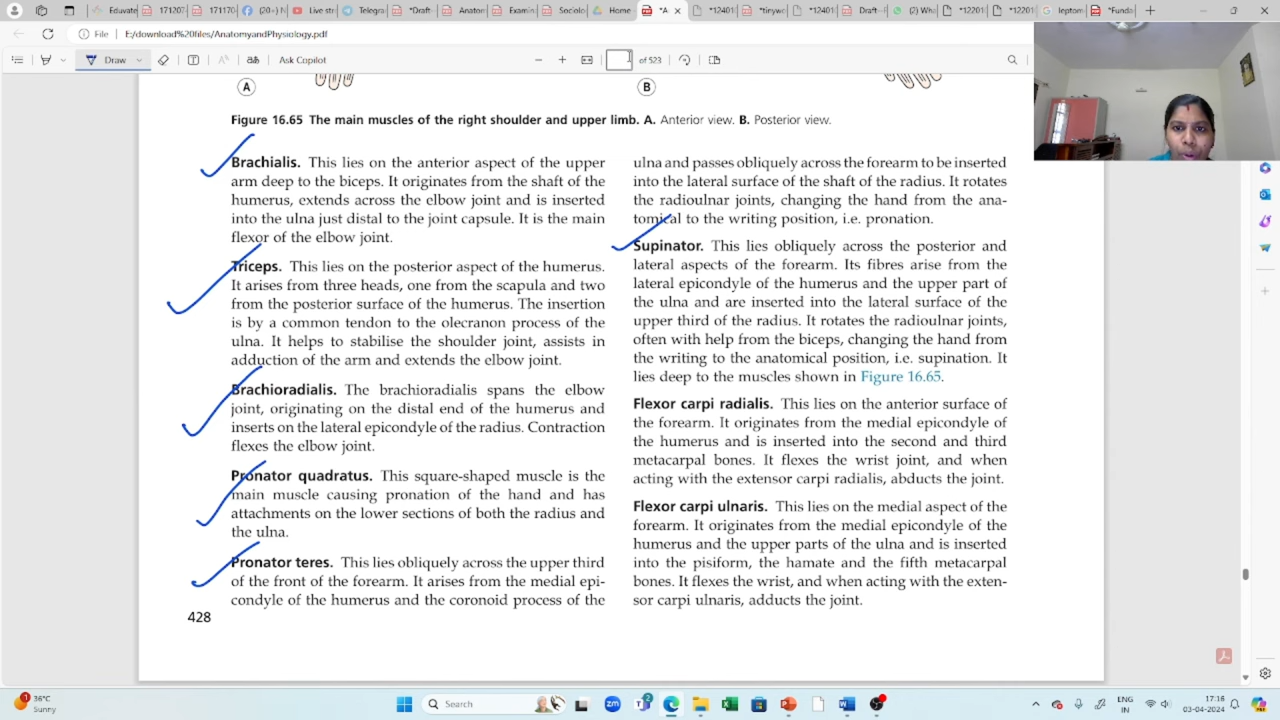 Educate
171207
171174
(20+)
Live stre
Telegra
*Draft
Anator
Examin
Sociolo
Home
*A
*12401
*tinywo
*12401
Draft--
(2) Wha
*12201
*12201
leptom
*Funda
File
E:/download%20files/AnatomyandPhysiology.pdf
Draw
Ask Copilot
of 523
A
B
Figure 16.65 The main muscles of the right shoulder and upper limb. A. Anterior view. B. Posterior view.
Brachialis. This lies on the anterior aspect of the upper
arm deep to the biceps. It originates from the shaft of the
humerus, extends across the elbow joint and is inserted
into the ulna just distal to the joint capsule. It is the main
flexor of the elbow joint.
Triceps. This lies on the posterior aspect of the humerus.
It arises from three heads, one from the scapula and two
from the posterior surface of the humerus. The insertion
is by a common tendon to the olecranon process of the
ulna. It helps to stabilise the shoulder joint, assists in
adduction of the arm and extends the elbow joint.
Brachioradialis. The brachioradialis spans the elbow
joint, originating on the distal end of the humerus and
inserts on the lateral epicondyle of the radius. Contraction
flexes the elbow joint.
Pronator quadratus. This square-shaped muscle is the
main muscle causing pronation of the hand and has
attachments on the lower sections of both the radius and
the ulna.
Pronator teres. This lies obliquely across the upper third
of the front of the forearm. It arises from the medial epi-
condyle of the humerus and the coronoid process of the
428
ulna and passes obliquely across the forearm to be inserted
into the lateral surface of the shaft of the radius. It rotates
the radioulnar joints, changing the hand from the ana-
tomical to the writing position, i.e. pronation.
Supinator. This lies obliquely across the posterior and
lateral aspects of the forearm. Its fibres arise from the
lateral epicondyle of the humerus and the upper part of
the ulna and are inserted into the lateral surface of the
upper third of the radius. It rotates the radioulnar joints,
often with help from the biceps, changing the hand from
the writing to the anatomical position, i.e. supination. It
lies deep to the muscles shown in Figure 16.65.
Flexor carpi radialis. This lies on the anterior surface of
the forearm. It originates from the medial epicondyle of
the humerus and is inserted into the second and third
metacarpal bones. It flexes the wrist joint, and when
acting with the extensor carpi radialis, abducts the joint.
Flexor carpi ulnaris. This lies on the medial aspect of the
forearm. It originates from the medial epicondyle of the
humerus and the upper parts of the ulna and is inserted
into the pisiform, the hamate and the fifth metacarpal
bones. It flexes the wrist, and when acting with the exten-
sor carpi ulnaris, adducts the joint.
36°C
Sunny
Search
ENG
IN
17:16
03-04-2024